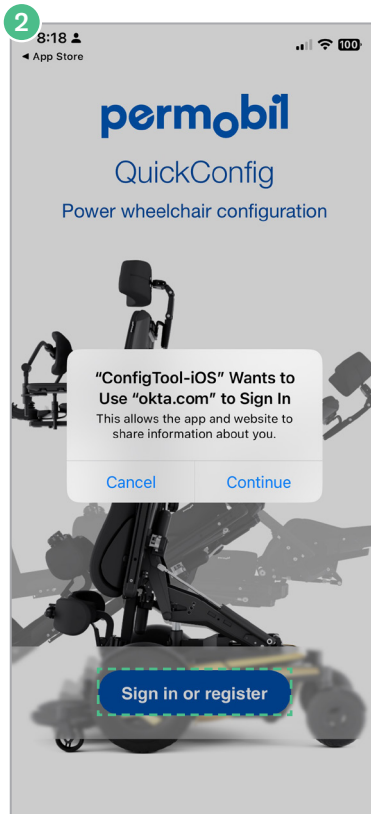 2
8:18
100
◄ App Store
permobil
QuickConfig
Power wheelchair configuration
“ConfigTool-iOS” Wants to
Use “okta.com” to Sign In
This allows the app and website to
share information about you.
Cancel Continue
Sign in or register